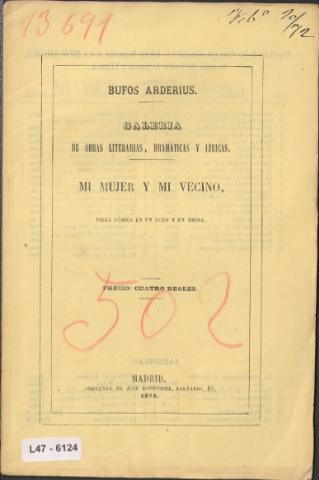 13691
BUFOS ARDERIUS.
GALERIA
DE OBRAS LITERARIAS, DRAMÁTICAS Y LÍRICAS.
MI MUJER Y MI VECINO,
PIEZA CÓMICA EN UN ACTO Y EN PROSA.
PRECIO: CUATRO REALES.
502
MADRID.
IMPRENTA DE JOSÉ RODRIGUEZ, CALVARIO, 18.
L47 - 6124